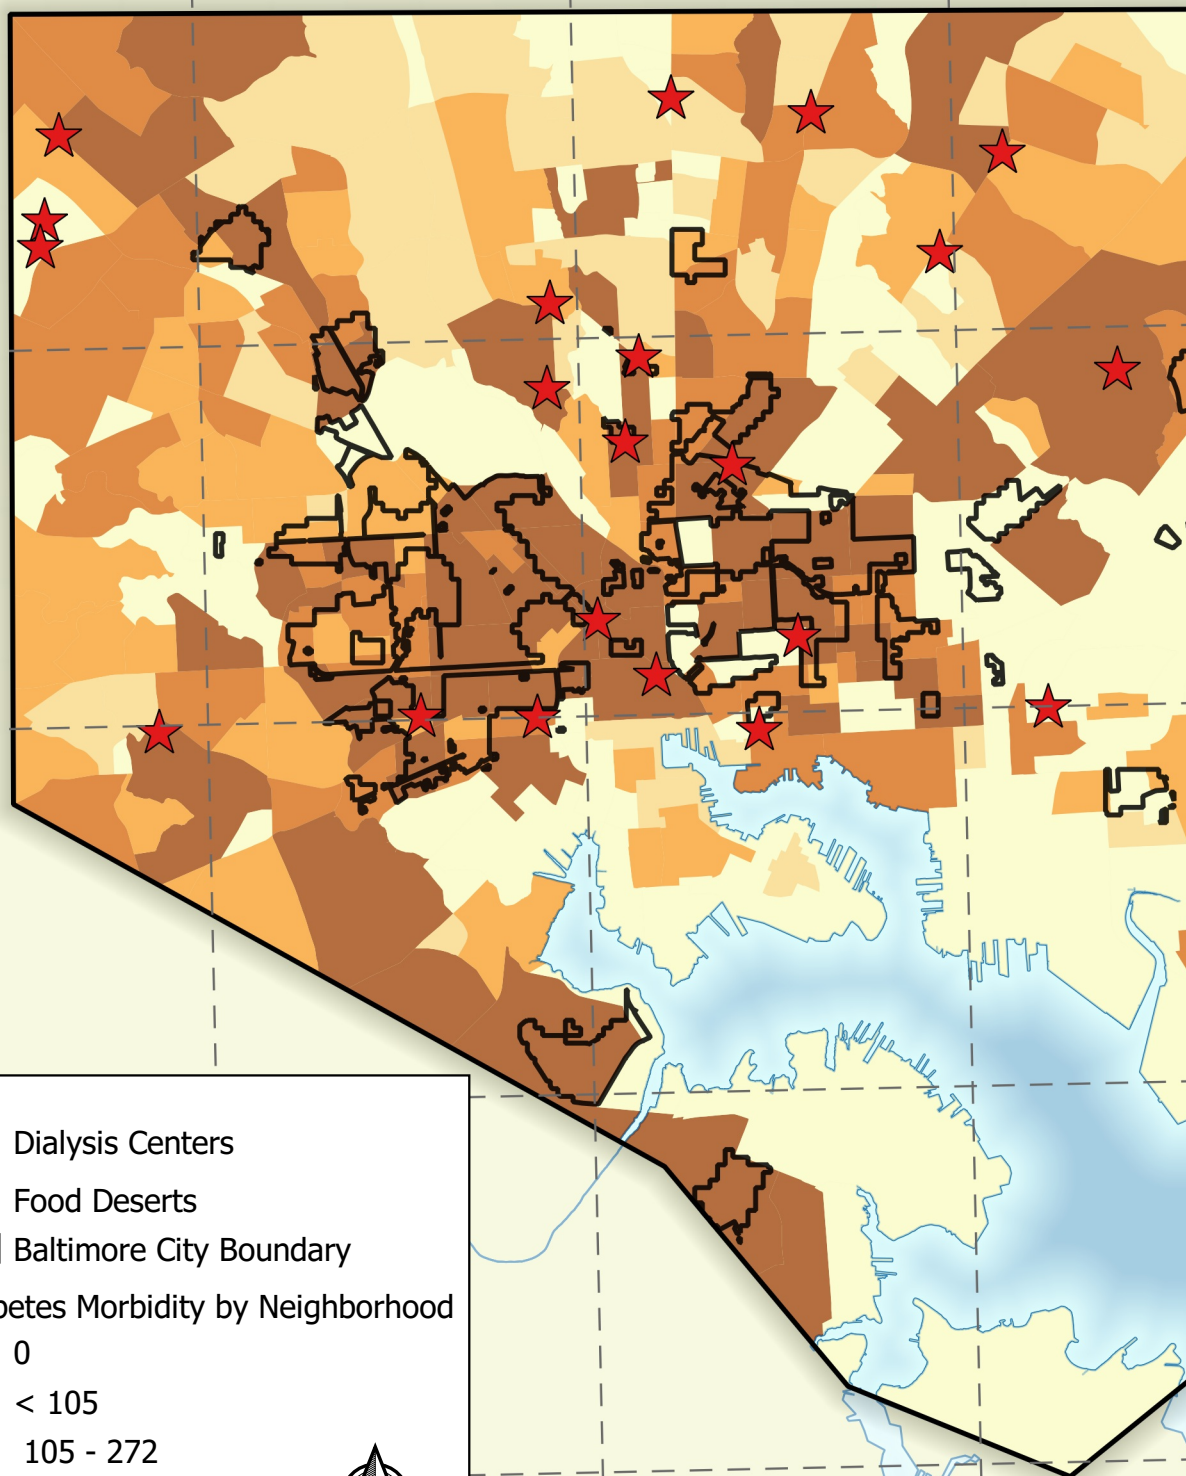 Dialysis Centers
Food Deserts
Baltimore City Boundary
betes Morbidity by Neighborhood
0
< 105
105 - 272